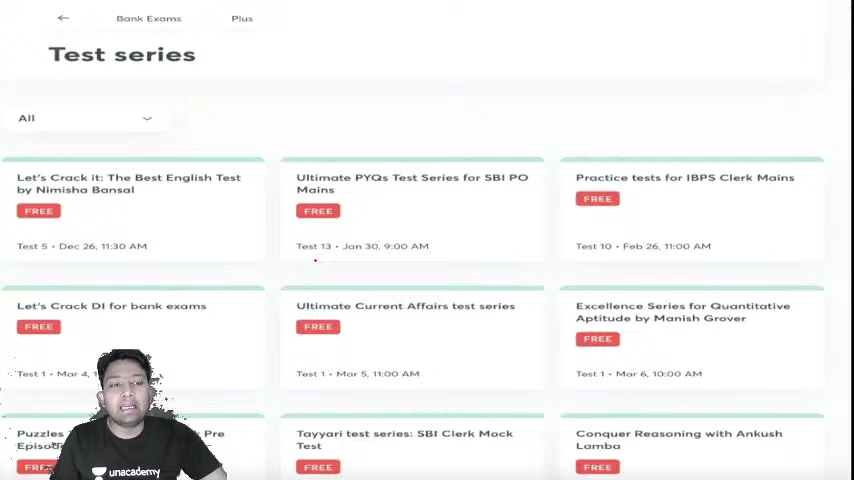 ← Bank Exams Plus
Test series
All
Let's Crack it: The Best English Test
by Nimisha Bansal
FREE
Test 5 • Dec 26, 11:30 AM
Ultimate PYQs Test Series for SBI PO
Mains
FREE
Test 13 • Jan 30, 9:00 AM
Practice tests for IBPS Clerk Mains
FREE
Test 10 • Feb 26, 11:00 AM
Let's Crack DI for bank exams
FREE
Test 1 • Mar 4,
Ultimate Current Affairs test series
FREE
Test 1 • Mar 5, 11:00 AM
Excellence Series for Quantitative
Aptitude by Manish Grover
FREE
Test 1 • Mar 6, 10:00 AM
Puzzles Pre
FREE
Tayyari test series: SBI Clerk Mock
Test
FREE
Conquer Reasoning with Ankush
Lamba
FREE
unacademy